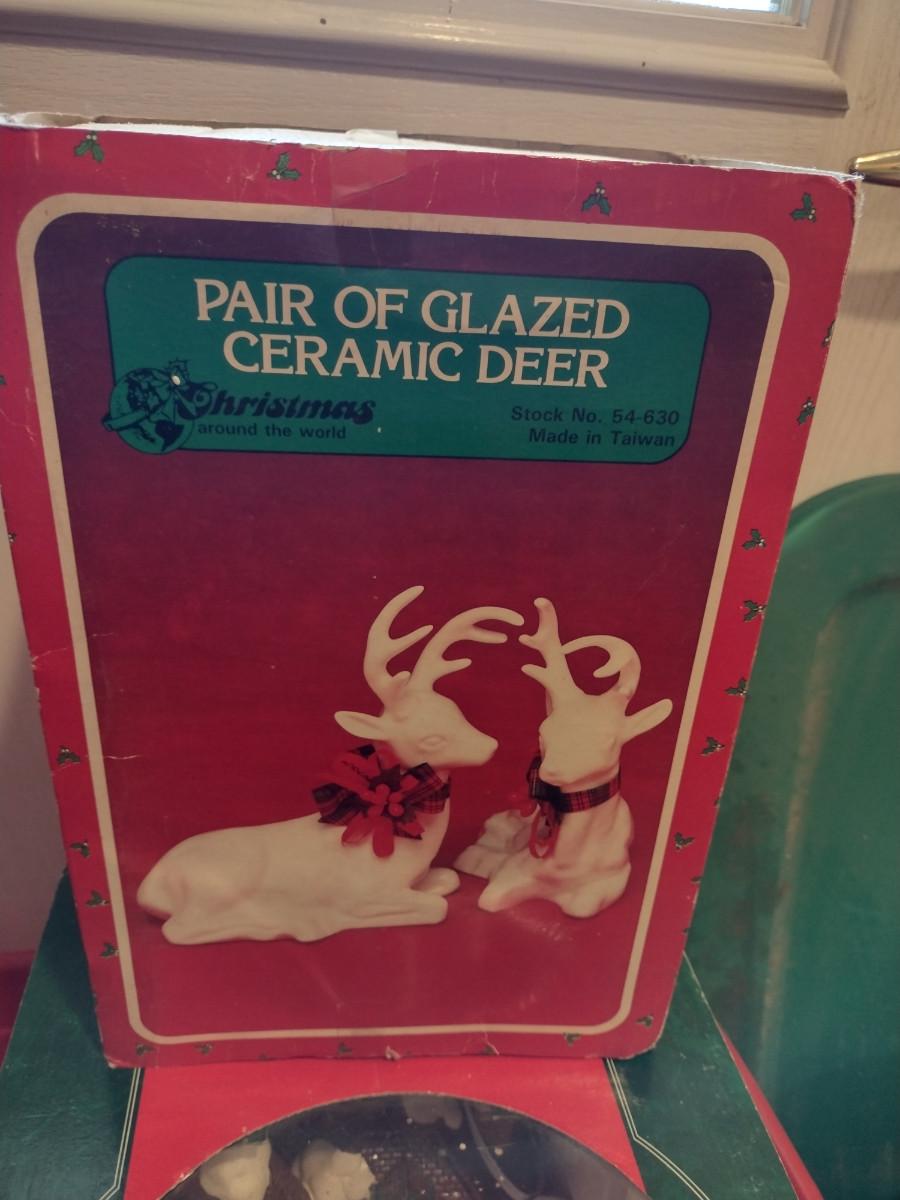 PAIR OF GLAZED
CERAMIC DEER
Christmas
around the world
Stock No. 54-630
Made in Taiwan